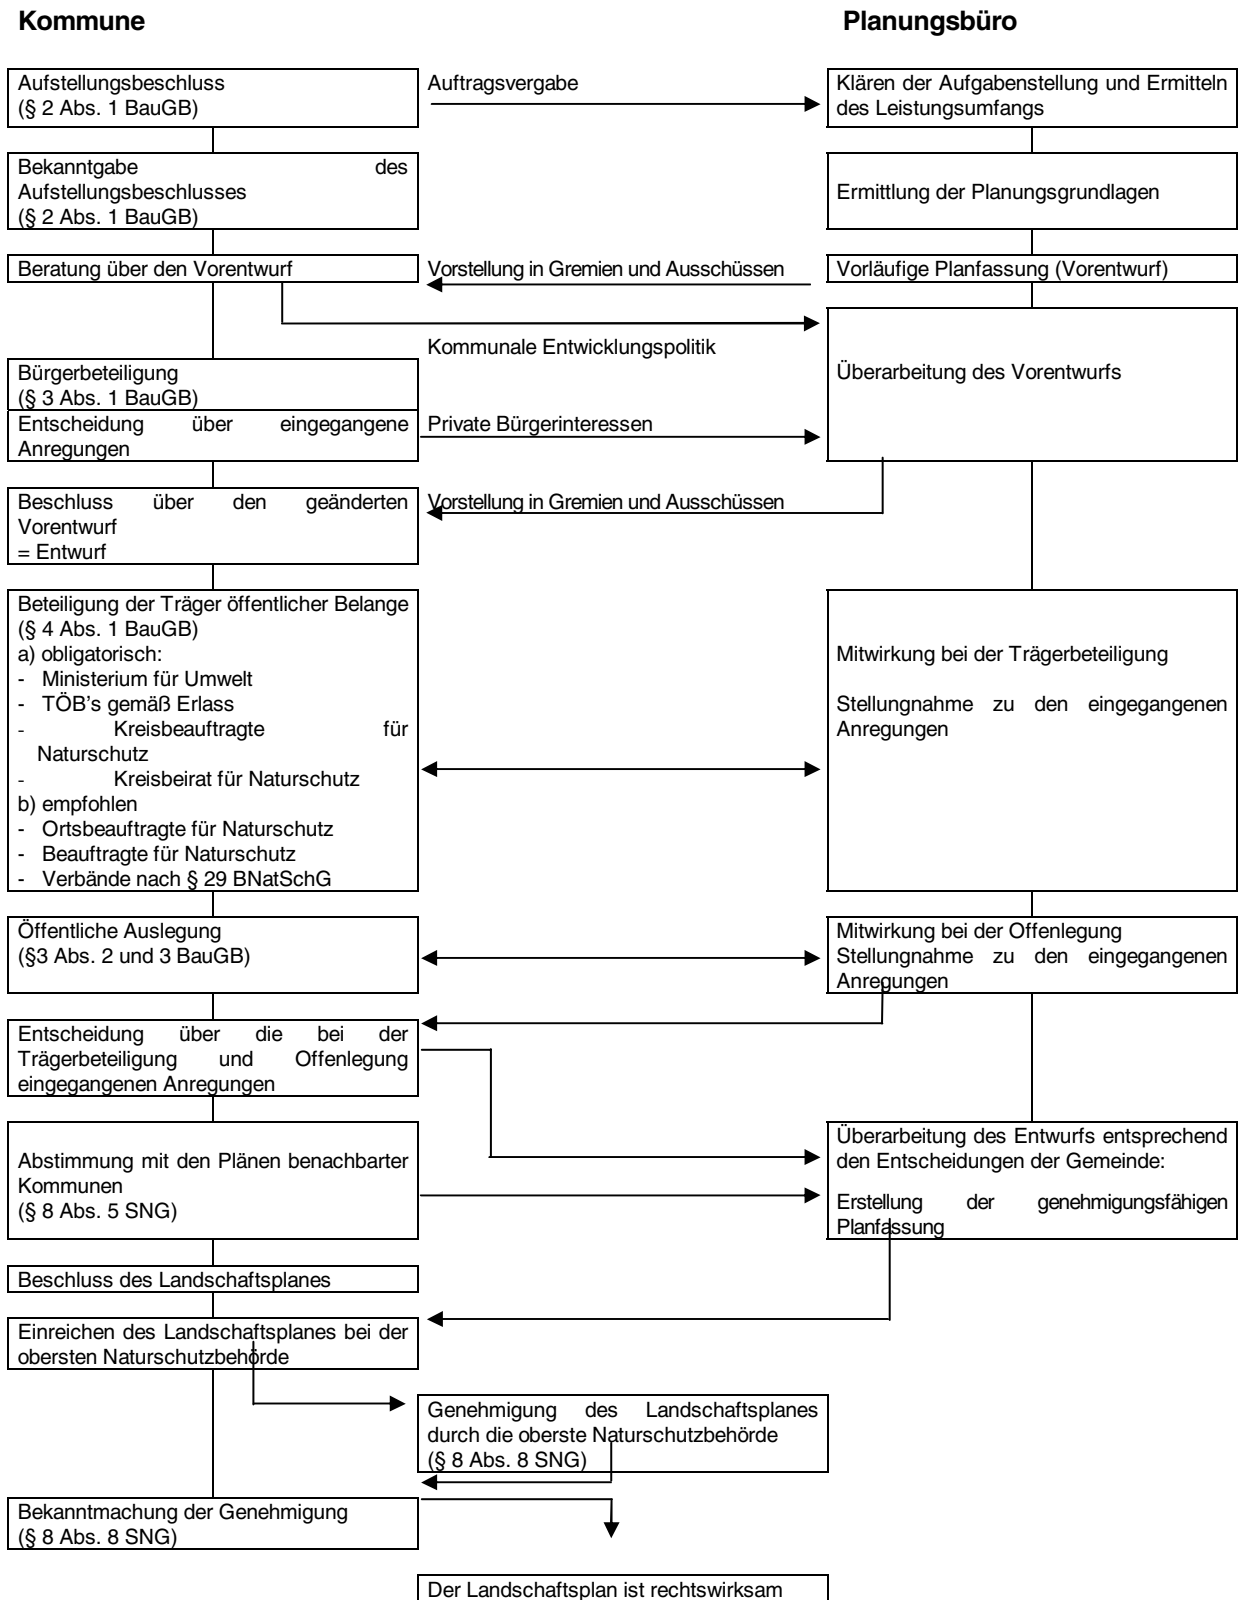 Kommune
Planungsbüro
Aufstellungsbeschluss
(§ 2 Abs. 1 BauGB)
Auftragsvergabe
Klären der Aufgabenstellung und Ermitteln
des Leistungsumfangs
Bekanntgabe des
Aufstellungsbeschlusses
(§ 2 Abs. 1 BauGB)
Ermittlung der Planungsgrundlagen
Beratung über den Vorentwurf
Vorstellung in Gremien und Ausschüssen
Vorläufige Planfassung (Vorentwurf)
Kommunale Entwicklungspolitik
Bürgerbeteiligung
(§ 3 Abs. 1 BauGB)
Überarbeitung des Vorentwurfs
Entscheidung über eingegangene
Anregungen
Private Bürgerinteressen
Beschluss über den geänderten
Vorentwurf
= Entwurf
Vorstellung in Gremien und Ausschüssen
Beteiligung der Träger öffentlicher Belange
(§ 4 Abs. 1 BauGB)
a) obligatorisch:
- Ministerium für Umwelt
- TÖB's gemäß Erlass
- Kreisbeauftragte für
Naturschutz
- Kreisbeirat für Naturschutz
b) empfohlen
- Ortsbeauftragte für Naturschutz
- Beauftragte für Naturschutz
- Verbände nach § 29 BNatSchG
Mitwirkung bei der Trägerbeteiligung
Stellungnahme zu den eingegangenen
Anregungen
Öffentliche Auslegung
(§3 Abs. 2 und 3 BauGB)
Mitwirkung bei der Offenlegung
Stellungnahme zu den eingegangenen
Anregungen
Entscheidung über die bei der
Trägerbeteiligung und Offenlegung
eingegangenen Anregungen
Abstimmung mit den Plänen benachbarter
Kommunen
(§ 8 Abs. 5 SNG)
Überarbeitung des Entwurfs entsprechend
den Entscheidungen der Gemeinde:
Erstellung der genehmigungsfähigen
Planfassung
Beschluss des Landschaftsplanes
Einreichen des Landschaftsplanes bei der
obersten Naturschutzbehörde
Genehmigung des Landschaftsplanes
durch die oberste Naturschutzbehörde
(§ 8 Abs. 8 SNG)
Bekanntmachung der Genehmigung
(§ 8 Abs. 8 SNG)
Der Landschaftsplan ist rechtswirksam